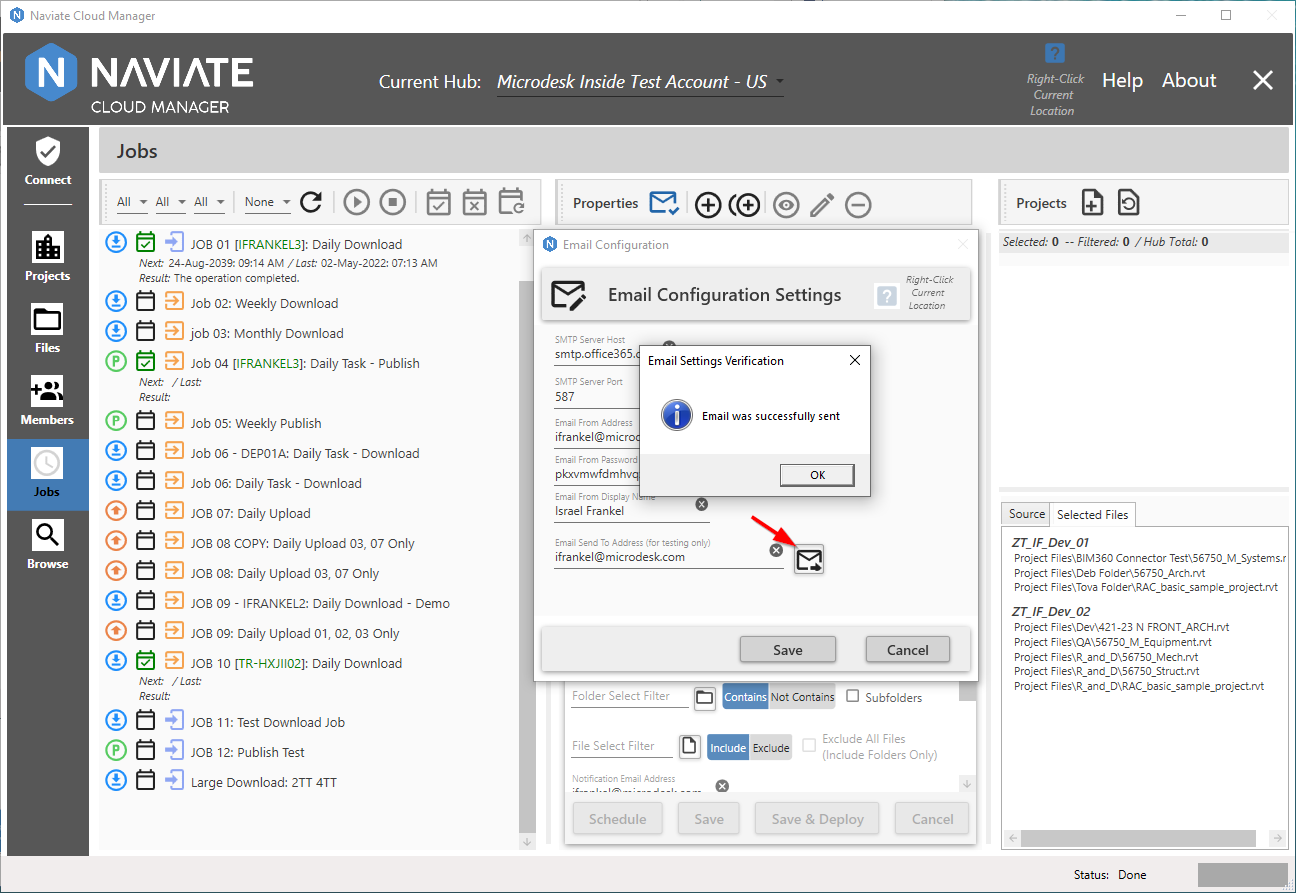 Naviate Cloud Manager
NAVIATE
CLOUD MANAGER
Current Hub: Microdesk Inside Test Account - US
Right-Click
Current
Location
Help
About
Connect
Projects
Files
Members
Jobs
Browse
Jobs
All All All None
Properties
Projects
JOB 01 [IFRANKEL3]: Daily Download
Next: 24-Aug-2039: 09:14 AM / Last: 02-May-2022: 07:13 AM
Result: The operation completed.
Job 02: Weekly Download
job 03: Monthly Download
Job 04 [IFRANKEL3]: Daily Task - Publish
Next: / Last:
Result:
Job 05: Weekly Publish
Job 06 - DEP01A: Daily Task - Download
Job 06: Daily Task - Download
JOB 07: Daily Upload
JOB 08 COPY: Daily Upload 03, 07 Only
JOB 08: Daily Upload 03, 07 Only
JOB 09 - IFRANKEL2: Daily Download - Demo
JOB 09: Daily Upload 01, 02, 03 Only
JOB 10 [TR-HXJII02]: Daily Download
Next: / Last:
Result:
JOB 11: Test Download Job
JOB 12: Publish Test
Large Download: 2TT 4TT
Email Configuration
Email Configuration Settings
Right-Click
Current
Location
SMTP Server Host
smtp.office365.c
SMTP Server Port
587
Email From Address
ifrankel@microd
Email From Password
pkxvmwfdmhvq
Email From Display Name
Israel Frankel
Email Send To Address (for testing only)
ifrankel@microdesk.com
Save
Cancel
Email Settings Verification
Email was successfully sent
OK
Folder Select Filter
Contains Not Contains
Subfolders
File Select Filter
Include Exclude
Exclude All Files
(Include Folders Only)
Notification Email Address
ifrankel@microdesk.com
Schedule
Save
Save & Deploy
Cancel
Selected: 0 -- Filtered: 0 / Hub Total: 0
Source
Selected Files
ZT_IF_Dev_01
Project Files\BIM360 Connector Test\56750_M_Systems.r
Project Files\Deb Folder\56750_Arch.rvt
Project Files\Tova Folder\RAC_basic_sample_project.rvt
ZT_IF_Dev_02
Project Files\Dev\421-23 N FRONT_ARCH.rvt
Project Files\QA\56750_M_Equipment.rvt
Project Files\R_and_D\56750_Mech.rvt
Project Files\R_and_D\56750_Struct.rvt
Project Files\R_and_D\RAC_basic_sample_project.rvt
Status: Done